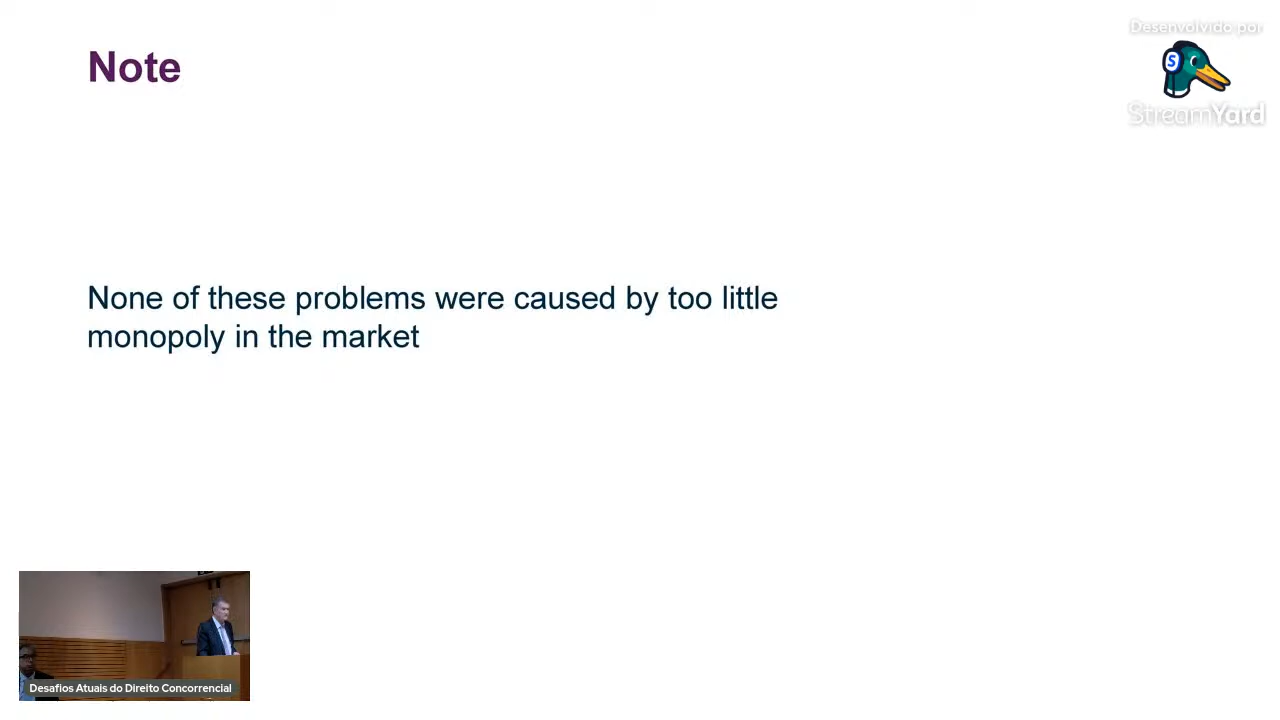 Note
Desenvolvido por
S
StreamYard
None of these problems were caused by too little
monopoly in the market
Desafios Atuais do Direito Concorrencial